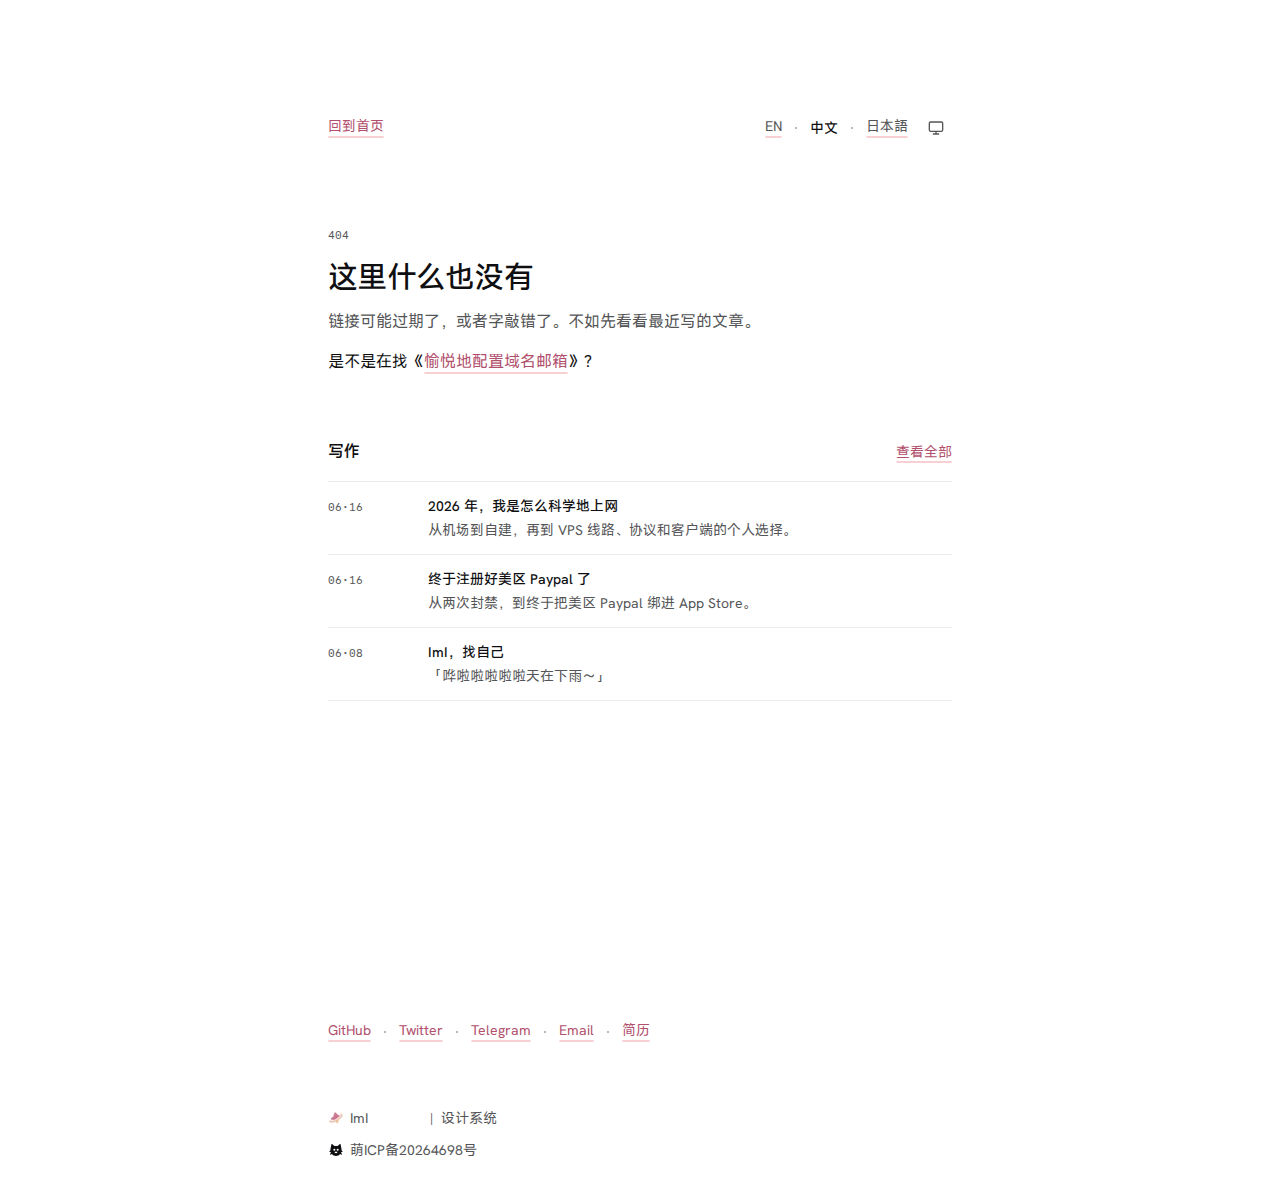 回到首页
EN · 中文 · 日本語
404
这里什么也没有
链接可能过期了，或者字敲错了。不如先看看最近写的文章。
是不是在找《愉悦地配置域名邮箱》？
写作
查看全部
06·16
2026 年，我是怎么科学地上网
从机场到自建，再到 VPS 线路、协议和客户端的个人选择。
06·16
终于注册好美区 Paypal 了
从两次封禁，到终于把美区 Paypal 绑进 App Store。
06·08
ImI，找自己
「哗啦啦啦啦啦天在下雨～」
GitHub · Twitter · Telegram · Email · 简历
ImI | 设计系统
萌ICP备20264698号